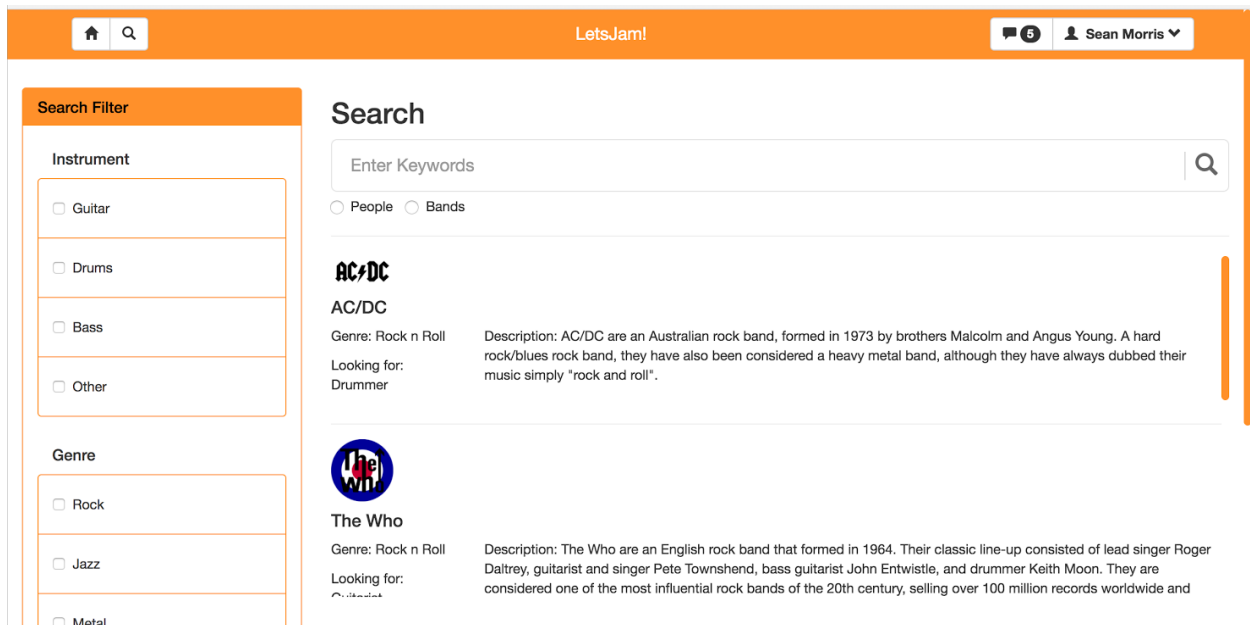 LetsJam!
5
Sean Morris
Search Filter
Instrument
Guitar
Drums
Bass
Other
Genre
Rock
Jazz
Metal
Search
Enter Keywords
People
Bands
AC/DC
AC/DC
Genre: Rock n Roll
Looking for:
Drummer
Description: AC/DC are an Australian rock band, formed in 1973 by brothers Malcolm and Angus Young. A hard
rock/blues rock band, they have also been considered a heavy metal band, although they have always dubbed their
music simply "rock and roll".
The Who
The Who
Genre: Rock n Roll
Looking for:
Guitarist
Description: The Who are an English rock band that formed in 1964. Their classic line-up consisted of lead singer Roger
Daltrey, guitarist and singer Pete Townshend, bass guitarist John Entwistle, and drummer Keith Moon. They are
considered one of the most influential rock bands of the 20th century, selling over 100 million records worldwide and